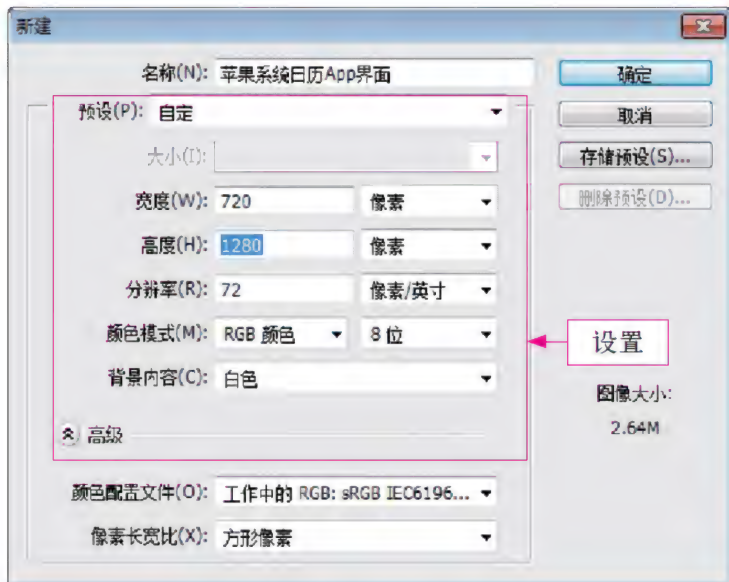 新建
名称(N): 苹果系统日历App界面
确定
预设(P): 自定
取消
大小(I):
存储预设(S)...
宽度(W): 720 像素
删除预设(D)...
高度(H): 1280 像素
分辨率(R): 72 像素/英寸
颜色模式(M): RGB 颜色 8 位
设置
背景内容(C): 白色
图像大小:
2.64M
高级
颜色配置文件(O): 工作中的 RGB: sRGB IEC6196...
像素长宽比(X): 方形像素